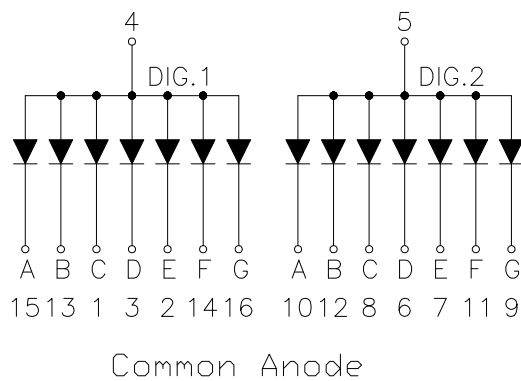 4 5
DIG.1 DIG.2
A B C D E F G A B C D E F G
15 13 1 3 2 14 16 10 12 8 6 7 11 9
Common Anode